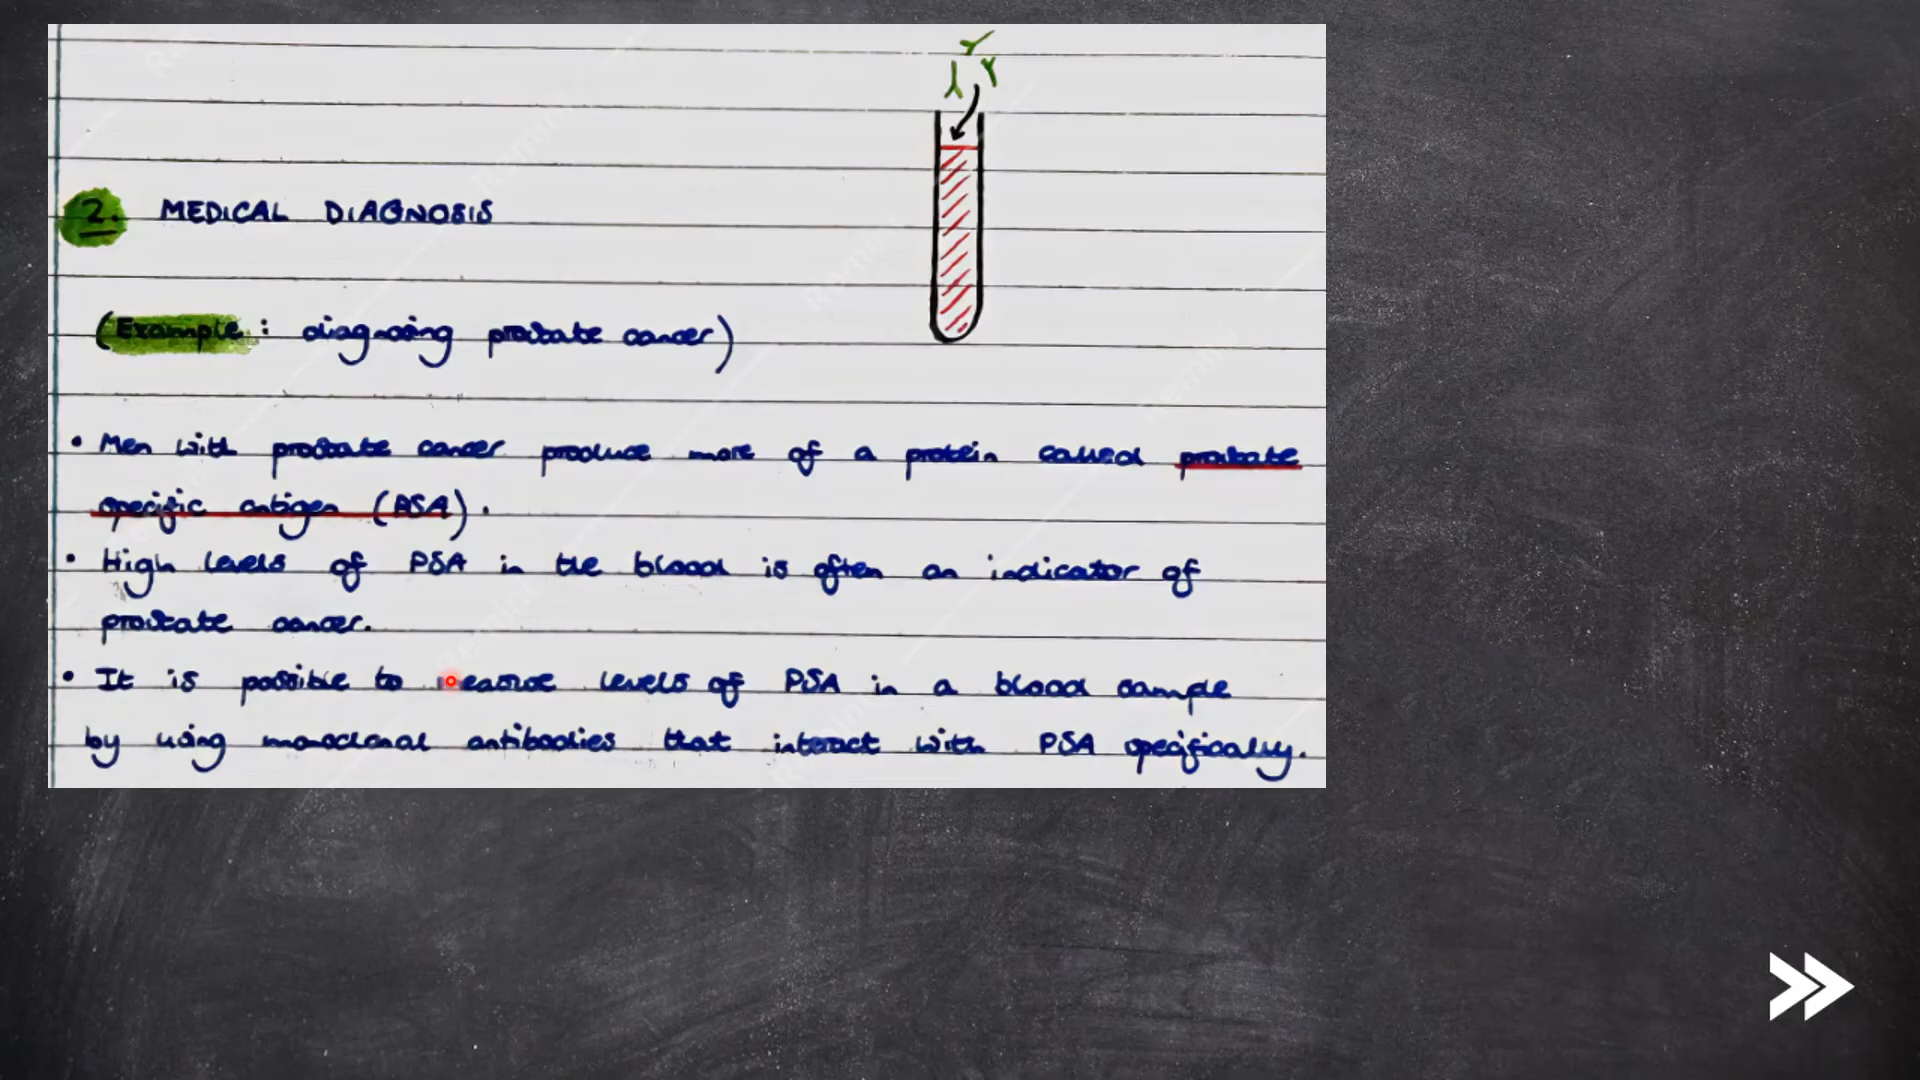 2. MEDICAL DIAGNOSIS
(Example: diagnosing prostate cancer)
• Men with prostate cancer produce more of a protein called prostate
specific antigen (PSA).
• High levels of PSA in the blood is often an indicator of
prostate cancer.
• It is possible to measure levels of PSA in a blood sample
by using monoclonal antibodies that interact with PSA specifically.